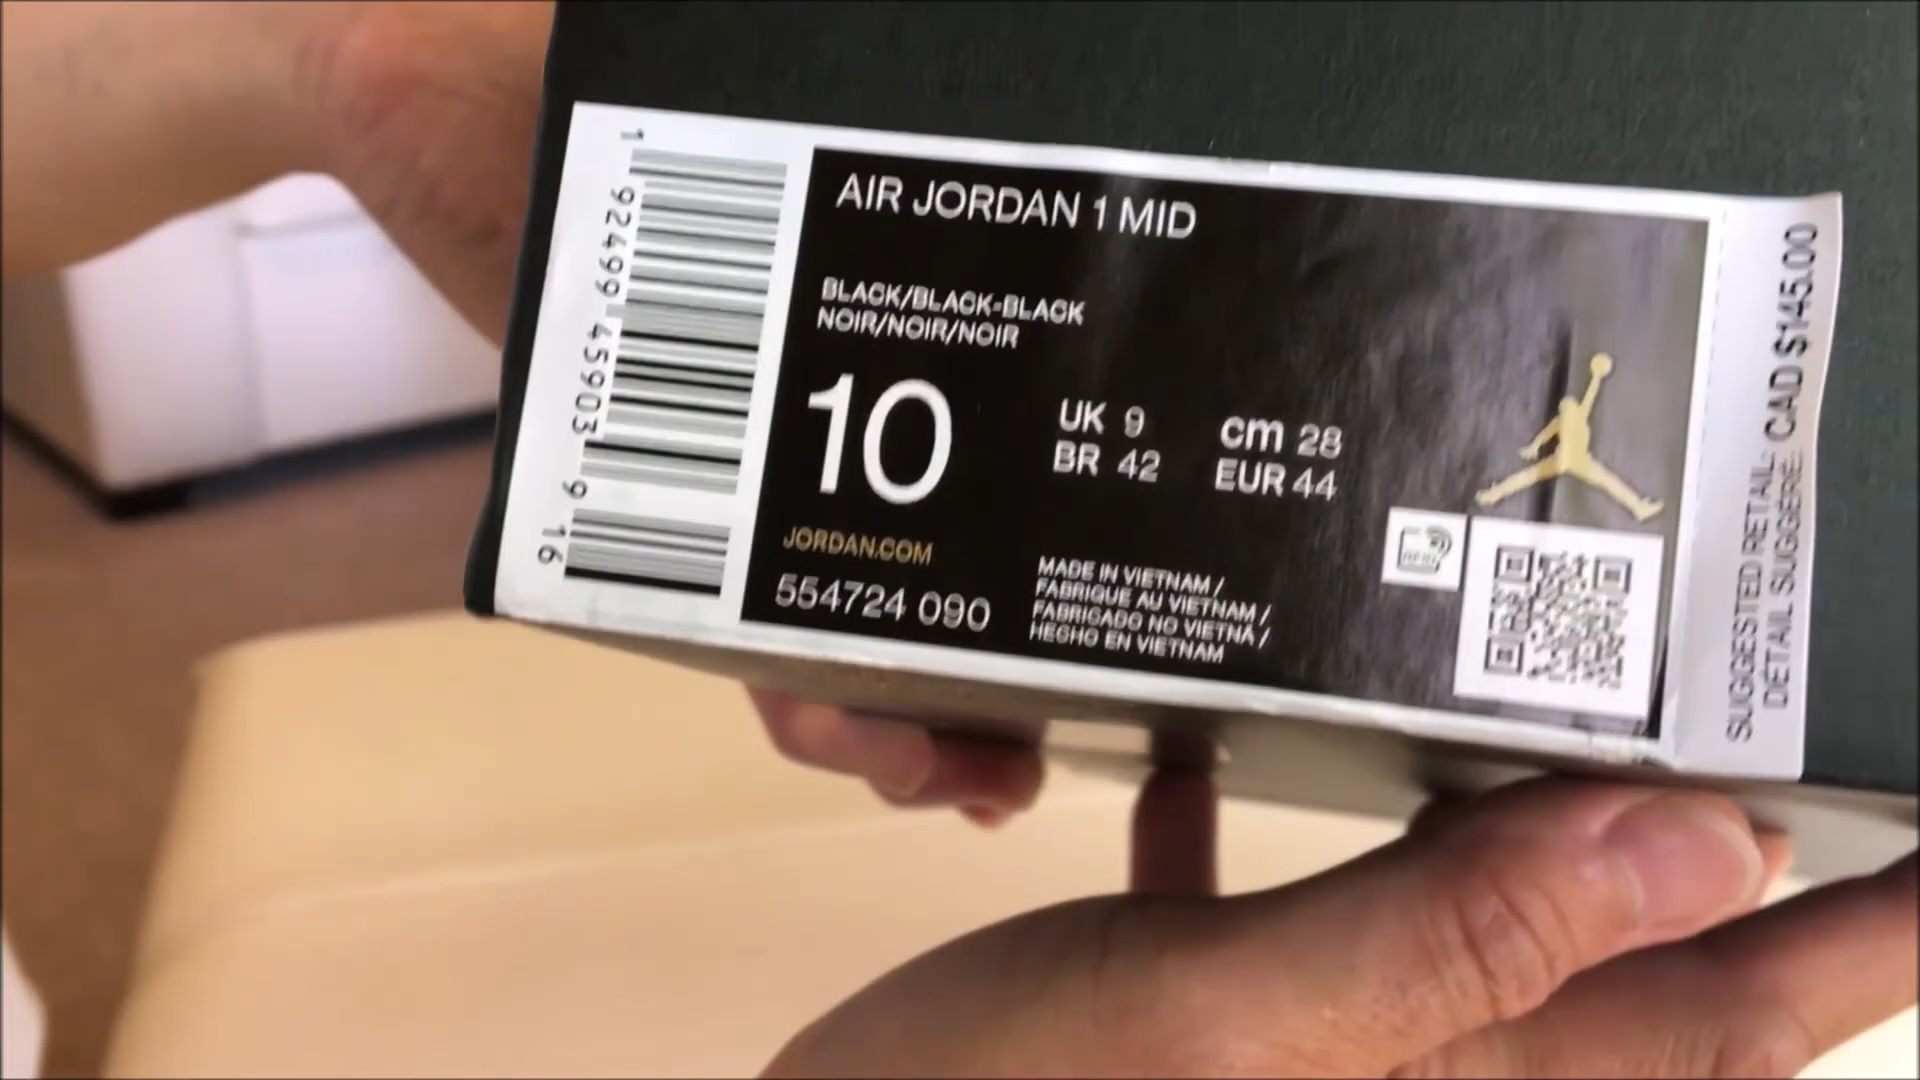 AIR JORDAN 1 MID
BLACK/BLACK-BLACK
NOIR/NOIR/NOIR
10
UK 9
BR 42
cm 28
EUR 44
JORDAN.COM
554724 090
MADE IN VIETNAM /
FABRIQUE AU VIETNAM /
FABRICADO NO VIETNÃ /
HECHO EN VIETNAM
1 92499 45903 9 16
SUGGESTED RETAIL: CAD $145.00
DÉTAIL SUGGÉRÉ: